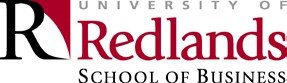 R
UNIVERSITY OF
Redlands
SCHOOL OF BUSINESS